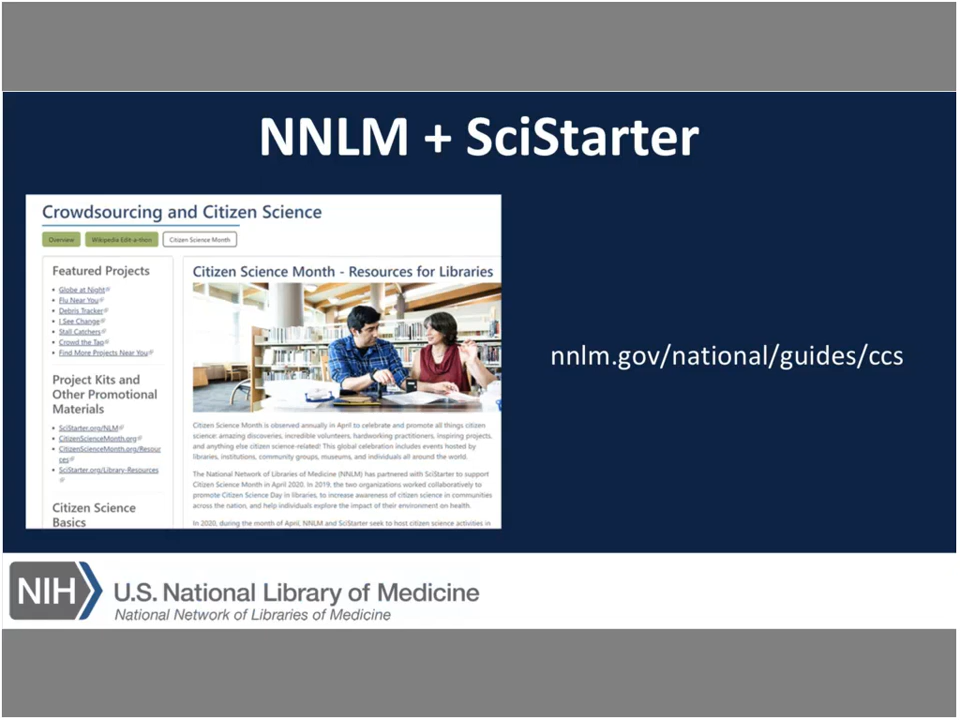 NNLM + SciStarter
Crowdsourcing and Citizen Science
Overview
Wikipedia Edit-a-thon
Citizen Science Month
Featured Projects
Globe at Night
Flu Near You
Debris Tracker
I See Change
Stall Catchers
Crowd the Tap
Find More Projects Near You
Project Kits and
Other Promotional
Materials
SciStarter.org/NLM
CitizenScienceMonth.org
CitizenScienceMonth.org/Resour
ces
SciStarter.org/Library-Resources
Citizen Science
Basics
Citizen Science Month - Resources for Libraries
Citizen Science Month is observed annually in April to celebrate and promote all things citizen
science: amazing discoveries, incredible volunteers, hardworking practitioners, inspiring projects,
and anything else citizen science-related! This global celebration includes events hosted by
libraries, institutions, community groups, museums, and individuals all around the world.
The National Network of Libraries of Medicine (NNLM) has partnered with SciStarter to support
Citizen Science Month in April 2020. In 2019, the two organizations worked collaboratively to
promote Citizen Science Day in libraries, to increase awareness of citizen science in communities
across the nation, and help individuals explore the impact of their environment on health.
In 2020, during the month of April, NNLM and SciStarter seek to host citizen science activities in
nnlm.gov/national/guides/ccs
NIH
U.S. National Library of Medicine
National Network of Libraries of Medicine